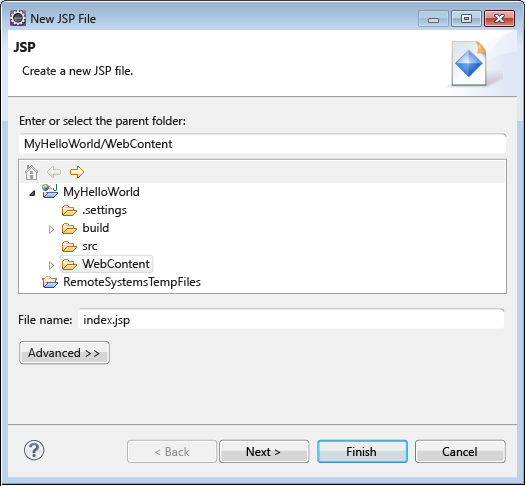 New JSP File
JSP
Create a new JSP file.
Enter or select the parent folder:
MyHelloWorld/WebContent
MyHelloWorld
.settings
build
src
WebContent
RemoteSystemsTempFiles
File name: index.jsp
Advanced >>
? < Back Next > Finish Cancel